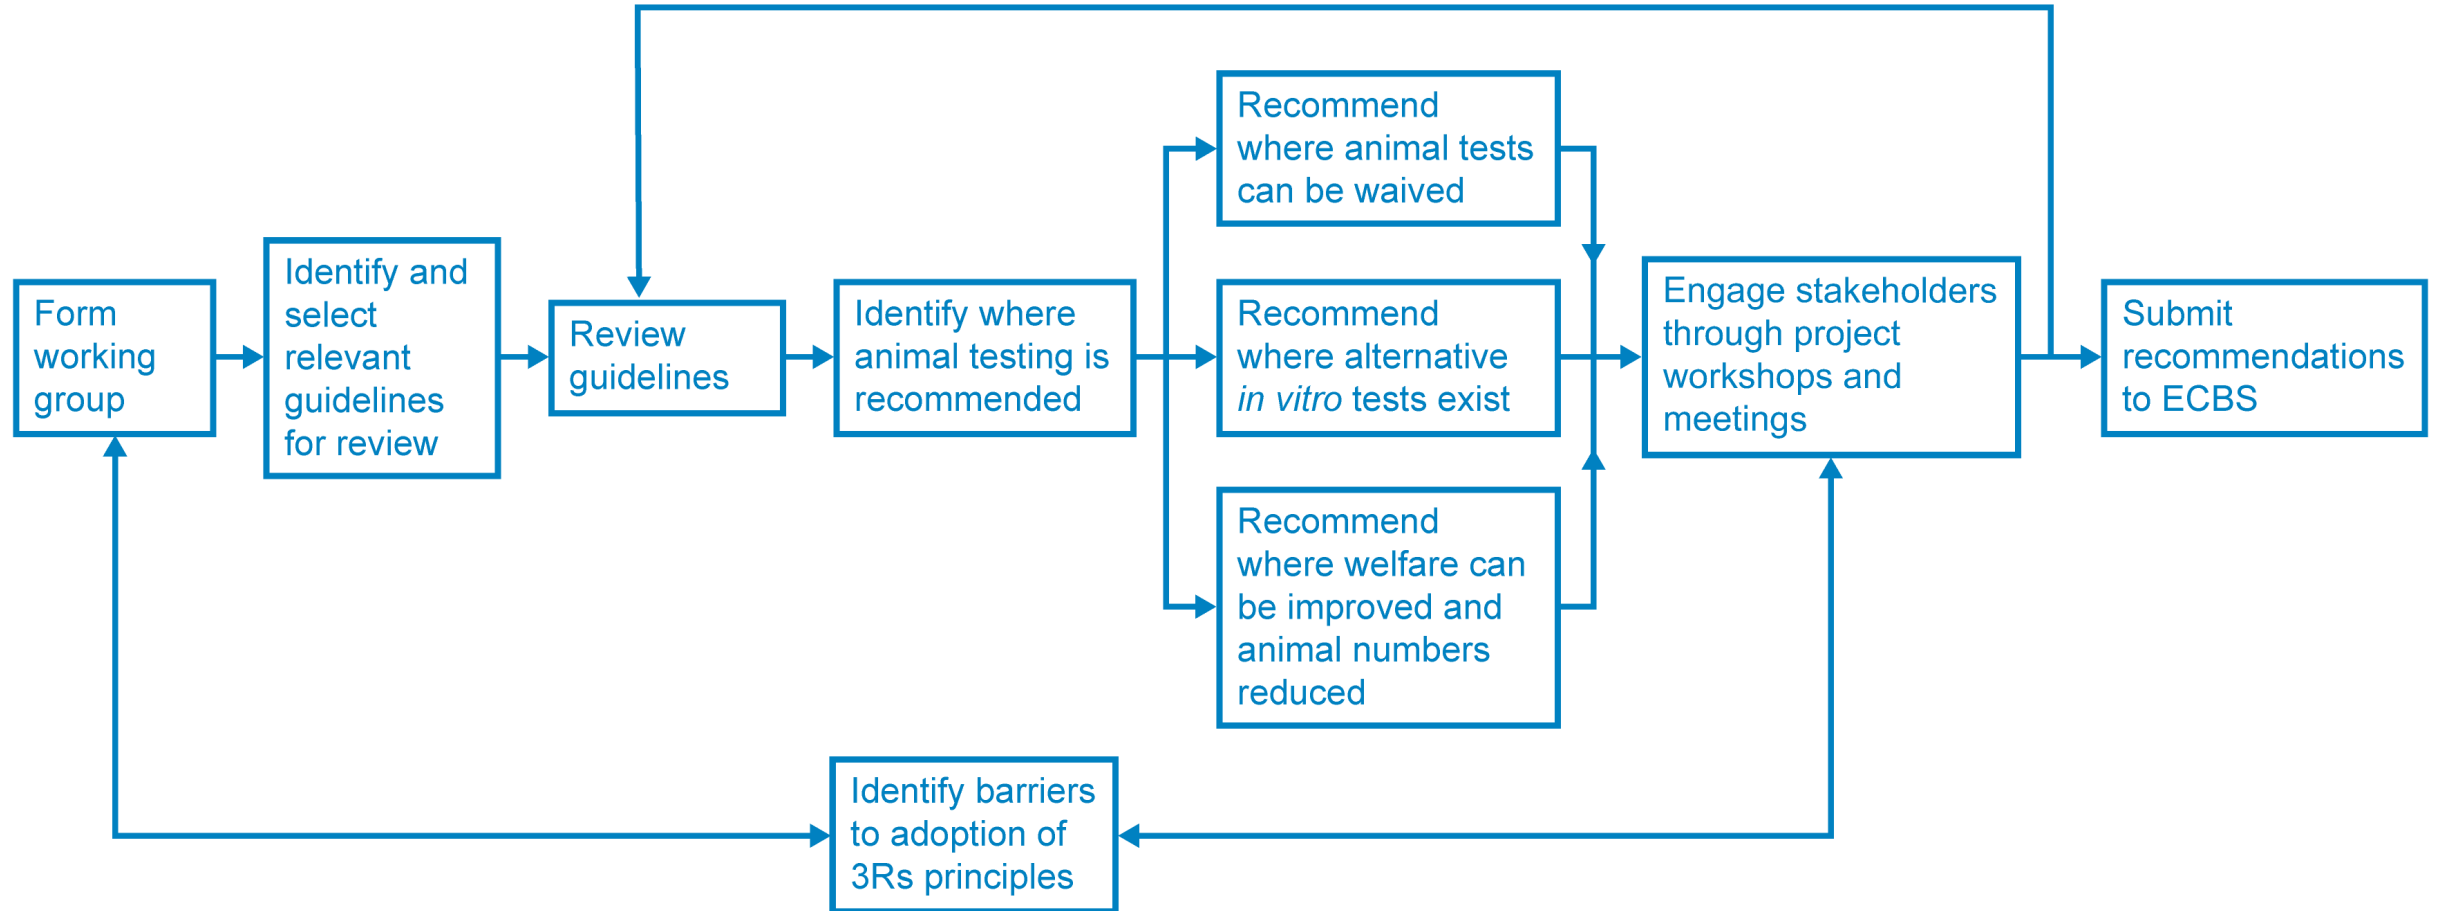 Form
working
group
Identify and
select
relevant
guidelines
for review
Review
guidelines
Identify where
animal testing is
recommended
Recommend
where animal tests
can be waived
Recommend
where alternative
in vitro tests exist
Recommend
where welfare can
be improved and
animal numbers
reduced
Engage stakeholders
through project
workshops and
meetings
Submit
recommendations
to ECBS
Identify barriers
to adoption of
3Rs principles